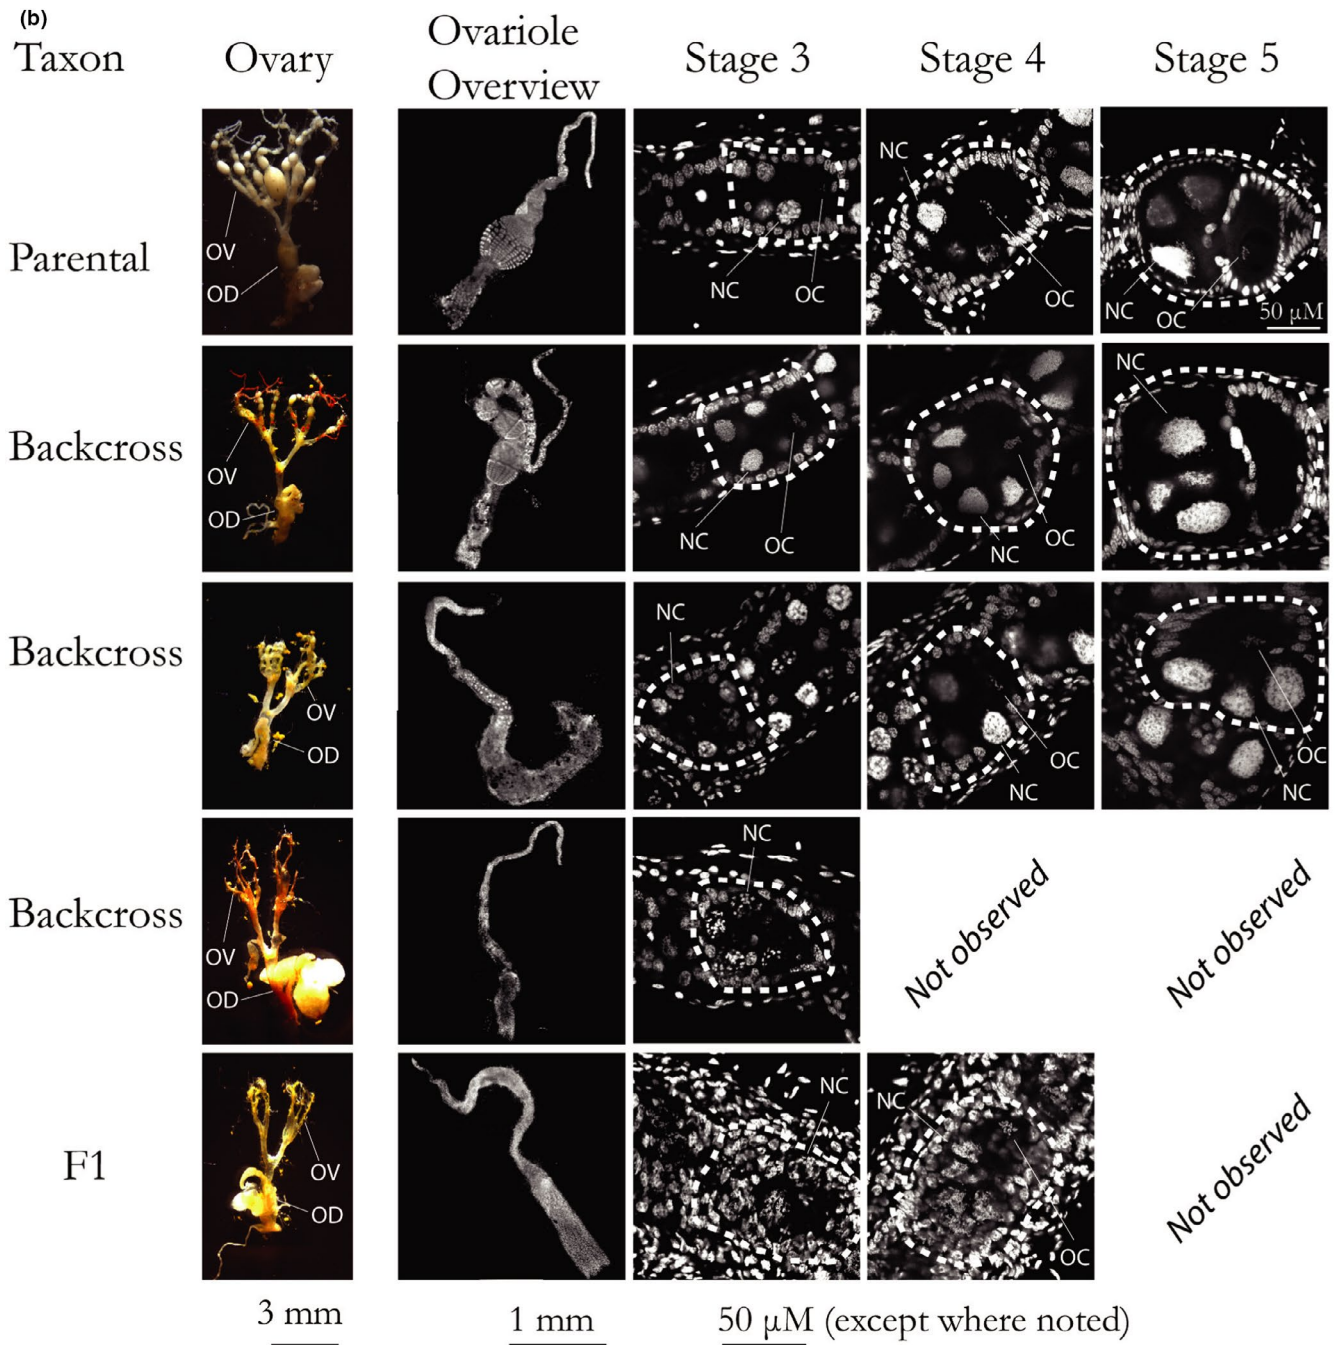 (b)
Taxon Ovary Ovariole Overview Stage 3 Stage 4 Stage 5
Parental
OV
OD
NC
OC
NC
OC
NC
OC
50 µM
Backcross
OV
OD
NC
OC
NC
OC
NC
Backcross
OV
OD
NC
OC
NC
NC
OC
Backcross
OV
OD
NC
Not observed
Not observed
F1
OV
OD
NC
NC
OC
Not observed
3 mm
1 mm
50 µM (except where noted)